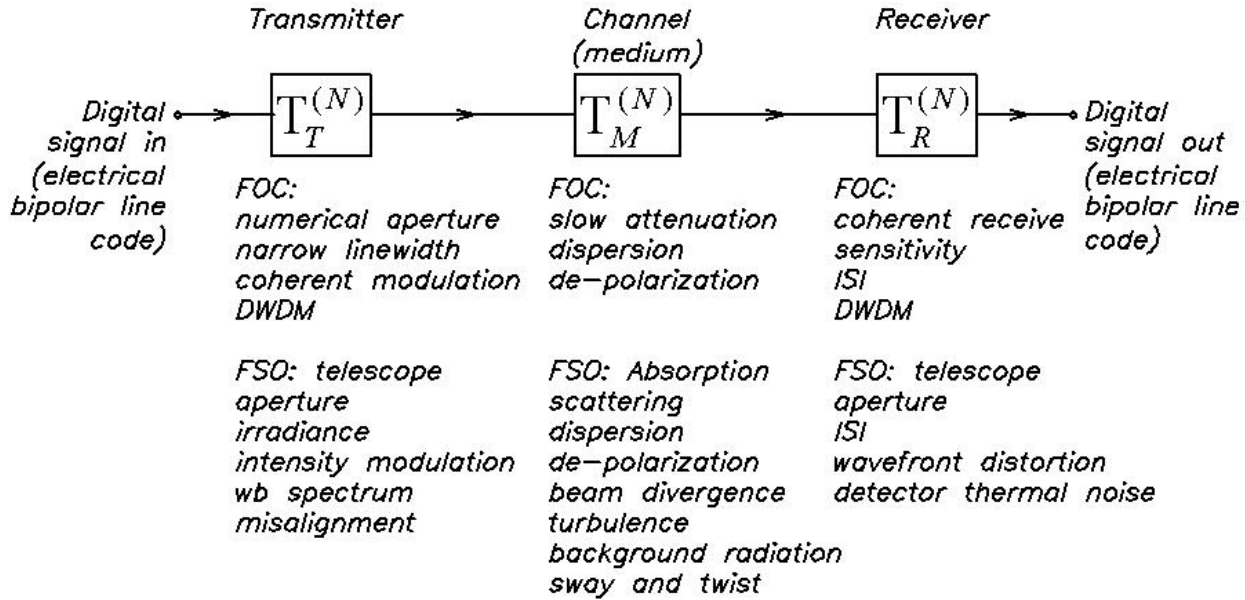 Transmitter
Channel
(medium)
Receiver
Digital
signal in
(electrical
bipolar line
code)
T_T^(N)
T_M^(N)
T_R^(N)
Digital
signal out
(electrical
bipolar line
code)
FOC:
numerical aperture
narrow linewidth
coherent modulation
DWDM
FSO: telescope
aperture
irradiance
intensity modulation
wb spectrum
misalignment
FOC:
slow attenuation
dispersion
de-polarization
FSO: Absorption
scattering
dispersion
de-polarization
beam divergence
turbulence
background radiation
sway and twist
FOC:
coherent receive
sensitivity
ISI
DWDM
FSO: telescope
aperture
ISI
wavefront distortion
detector thermal noise